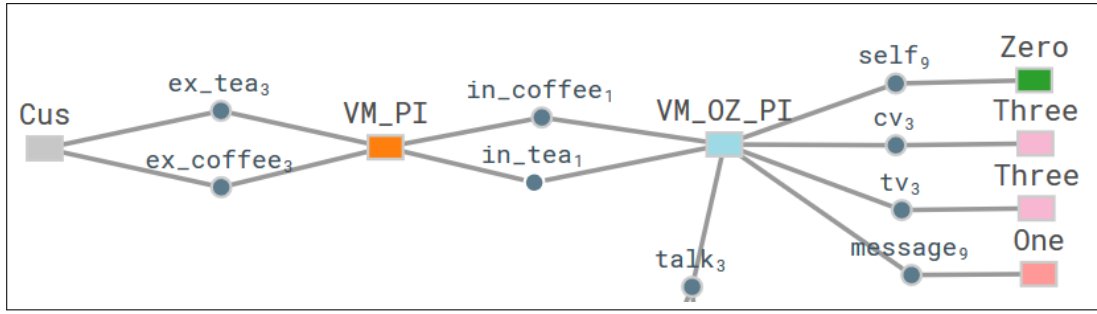 Cus
ex_tea₃
ex_coffee₃
VM_PI
in_coffee₁
in_tea₁
VM_OZ_PI
talk₃
self₉
Zero
cv₃
Three
tv₃
Three
message₉
One